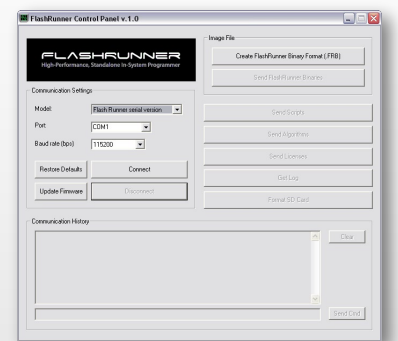 FlashRunner Control Panel v.1.0
FLASHRUNNER
High-Performance, Standalone In-System Programmer
Communication Settings
Model:
Flash Runner serial version
Port
COM1
Baud rate (bps)
115200
Restore Defaults
Connect
Update Firmware
Disconnect
Image File
Create FlashRunner Binary Format (.FRB)
Send FlashRunner Binaries
Send Scripts
Send Algorithms
Send Licenses
Get Log
Format SD Card
Communication History
Clear
Send Cmd